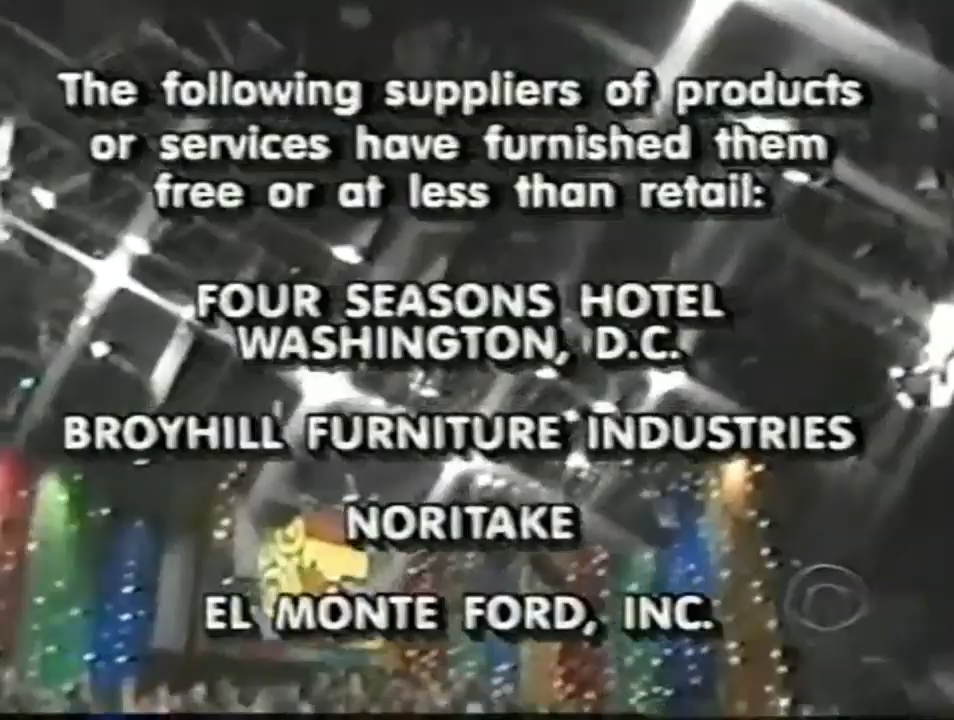 The following suppliers of products
or services have furnished them
free or at less than retail:
FOUR SEASONS HOTEL
WASHINGTON, D.C.
BROYHILL FURNITURE INDUSTRIES
NORITAKE
EL MONTE FORD, INC.